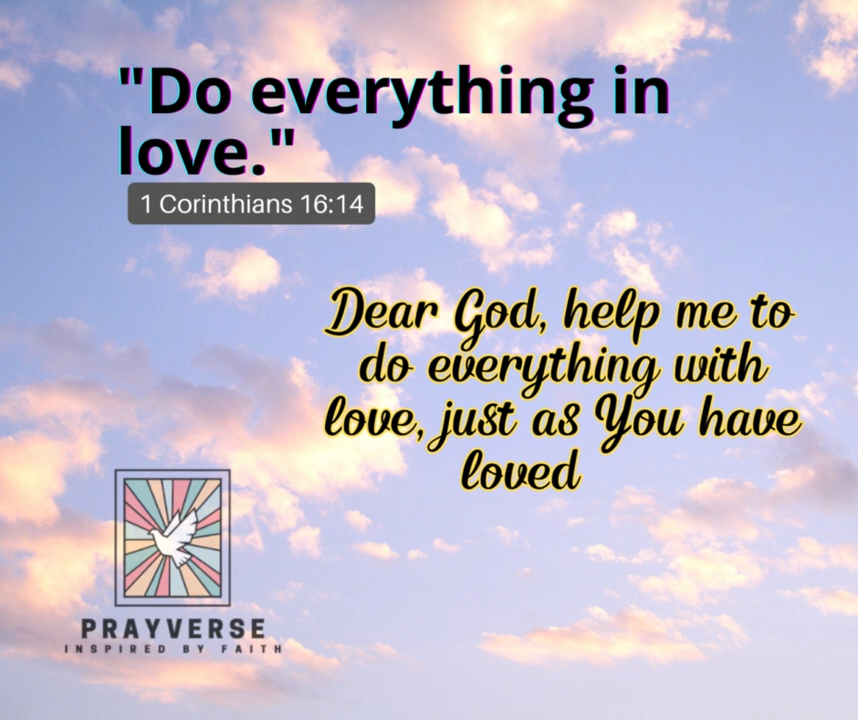 "Do everything in
love."
1 Corinthians 16:14
Dear God, help me to
do everything with
love, just as You have
loved
PRAYVERSE
INSPIRED BY FAITH